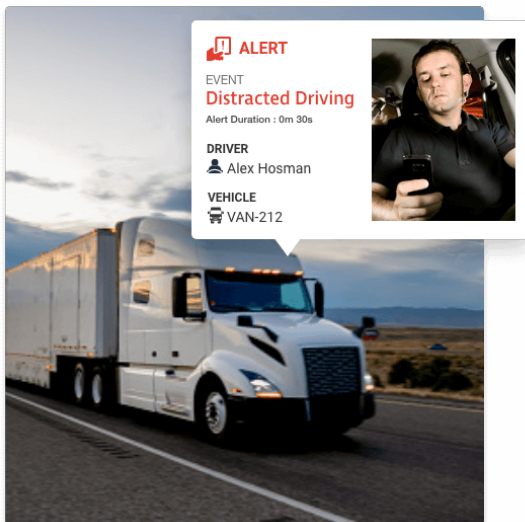 ALERT
EVENT
Distracted Driving
Alert Duration : 0m 30s
DRIVER
Alex Hosman
VEHICLE
VAN-212